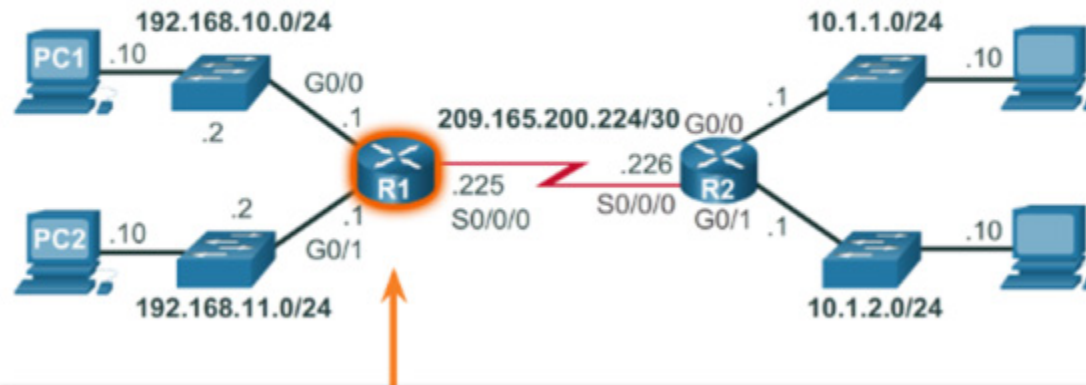 192.168.10.0/24
10.1.1.0/24
PC1
.10
.10
G0/0
.1
.2
209.165.200.224/30
G0/0
.1
R1
.225
S0/0/0
.226
S0/0/0
R2
G0/1
.1
.2
.1
G0/1
PC2
.10
.10
192.168.11.0/24
10.1.2.0/24